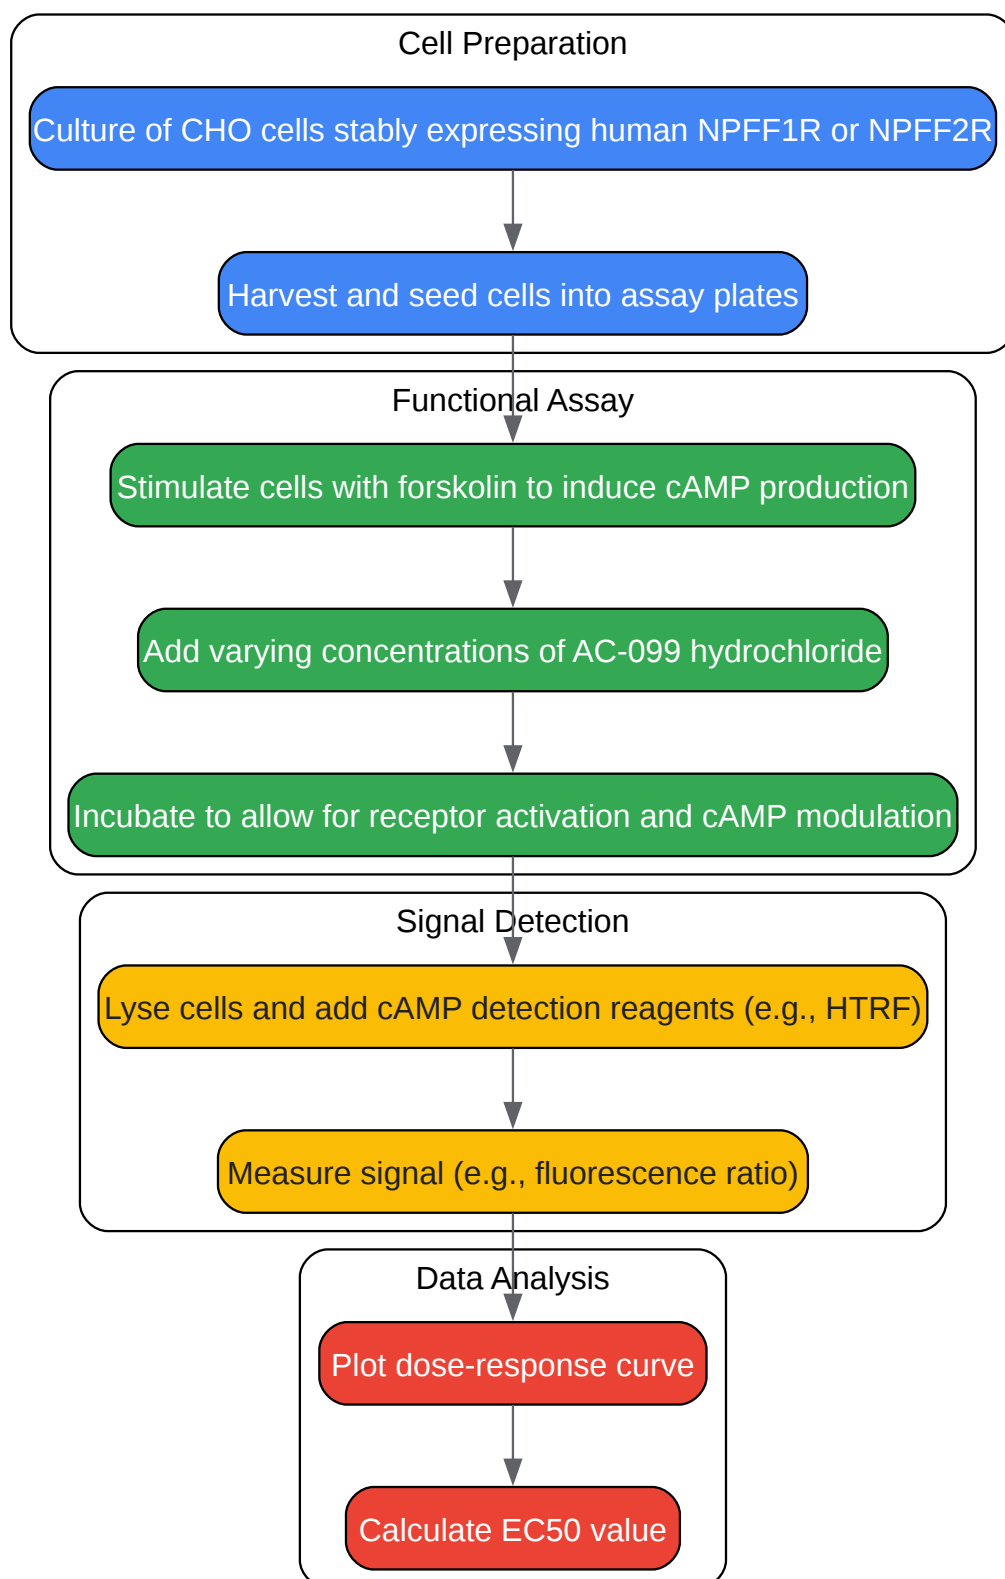 Cell Preparation
Culture of CHO cells stably expressing human NPFF1R or NPFF2R
Harvest and seed cells into assay plates
Functional Assay
Stimulate cells with forskolin to induce cAMP production
Add varying concentrations of AC-099 hydrochloride
Incubate to allow for receptor activation and cAMP modulation
Signal Detection
Lyse cells and add cAMP detection reagents (e.g., HTRF)
Measure signal (e.g., fluorescence ratio)
Data Analysis
Plot dose-response curve
Calculate EC50 value